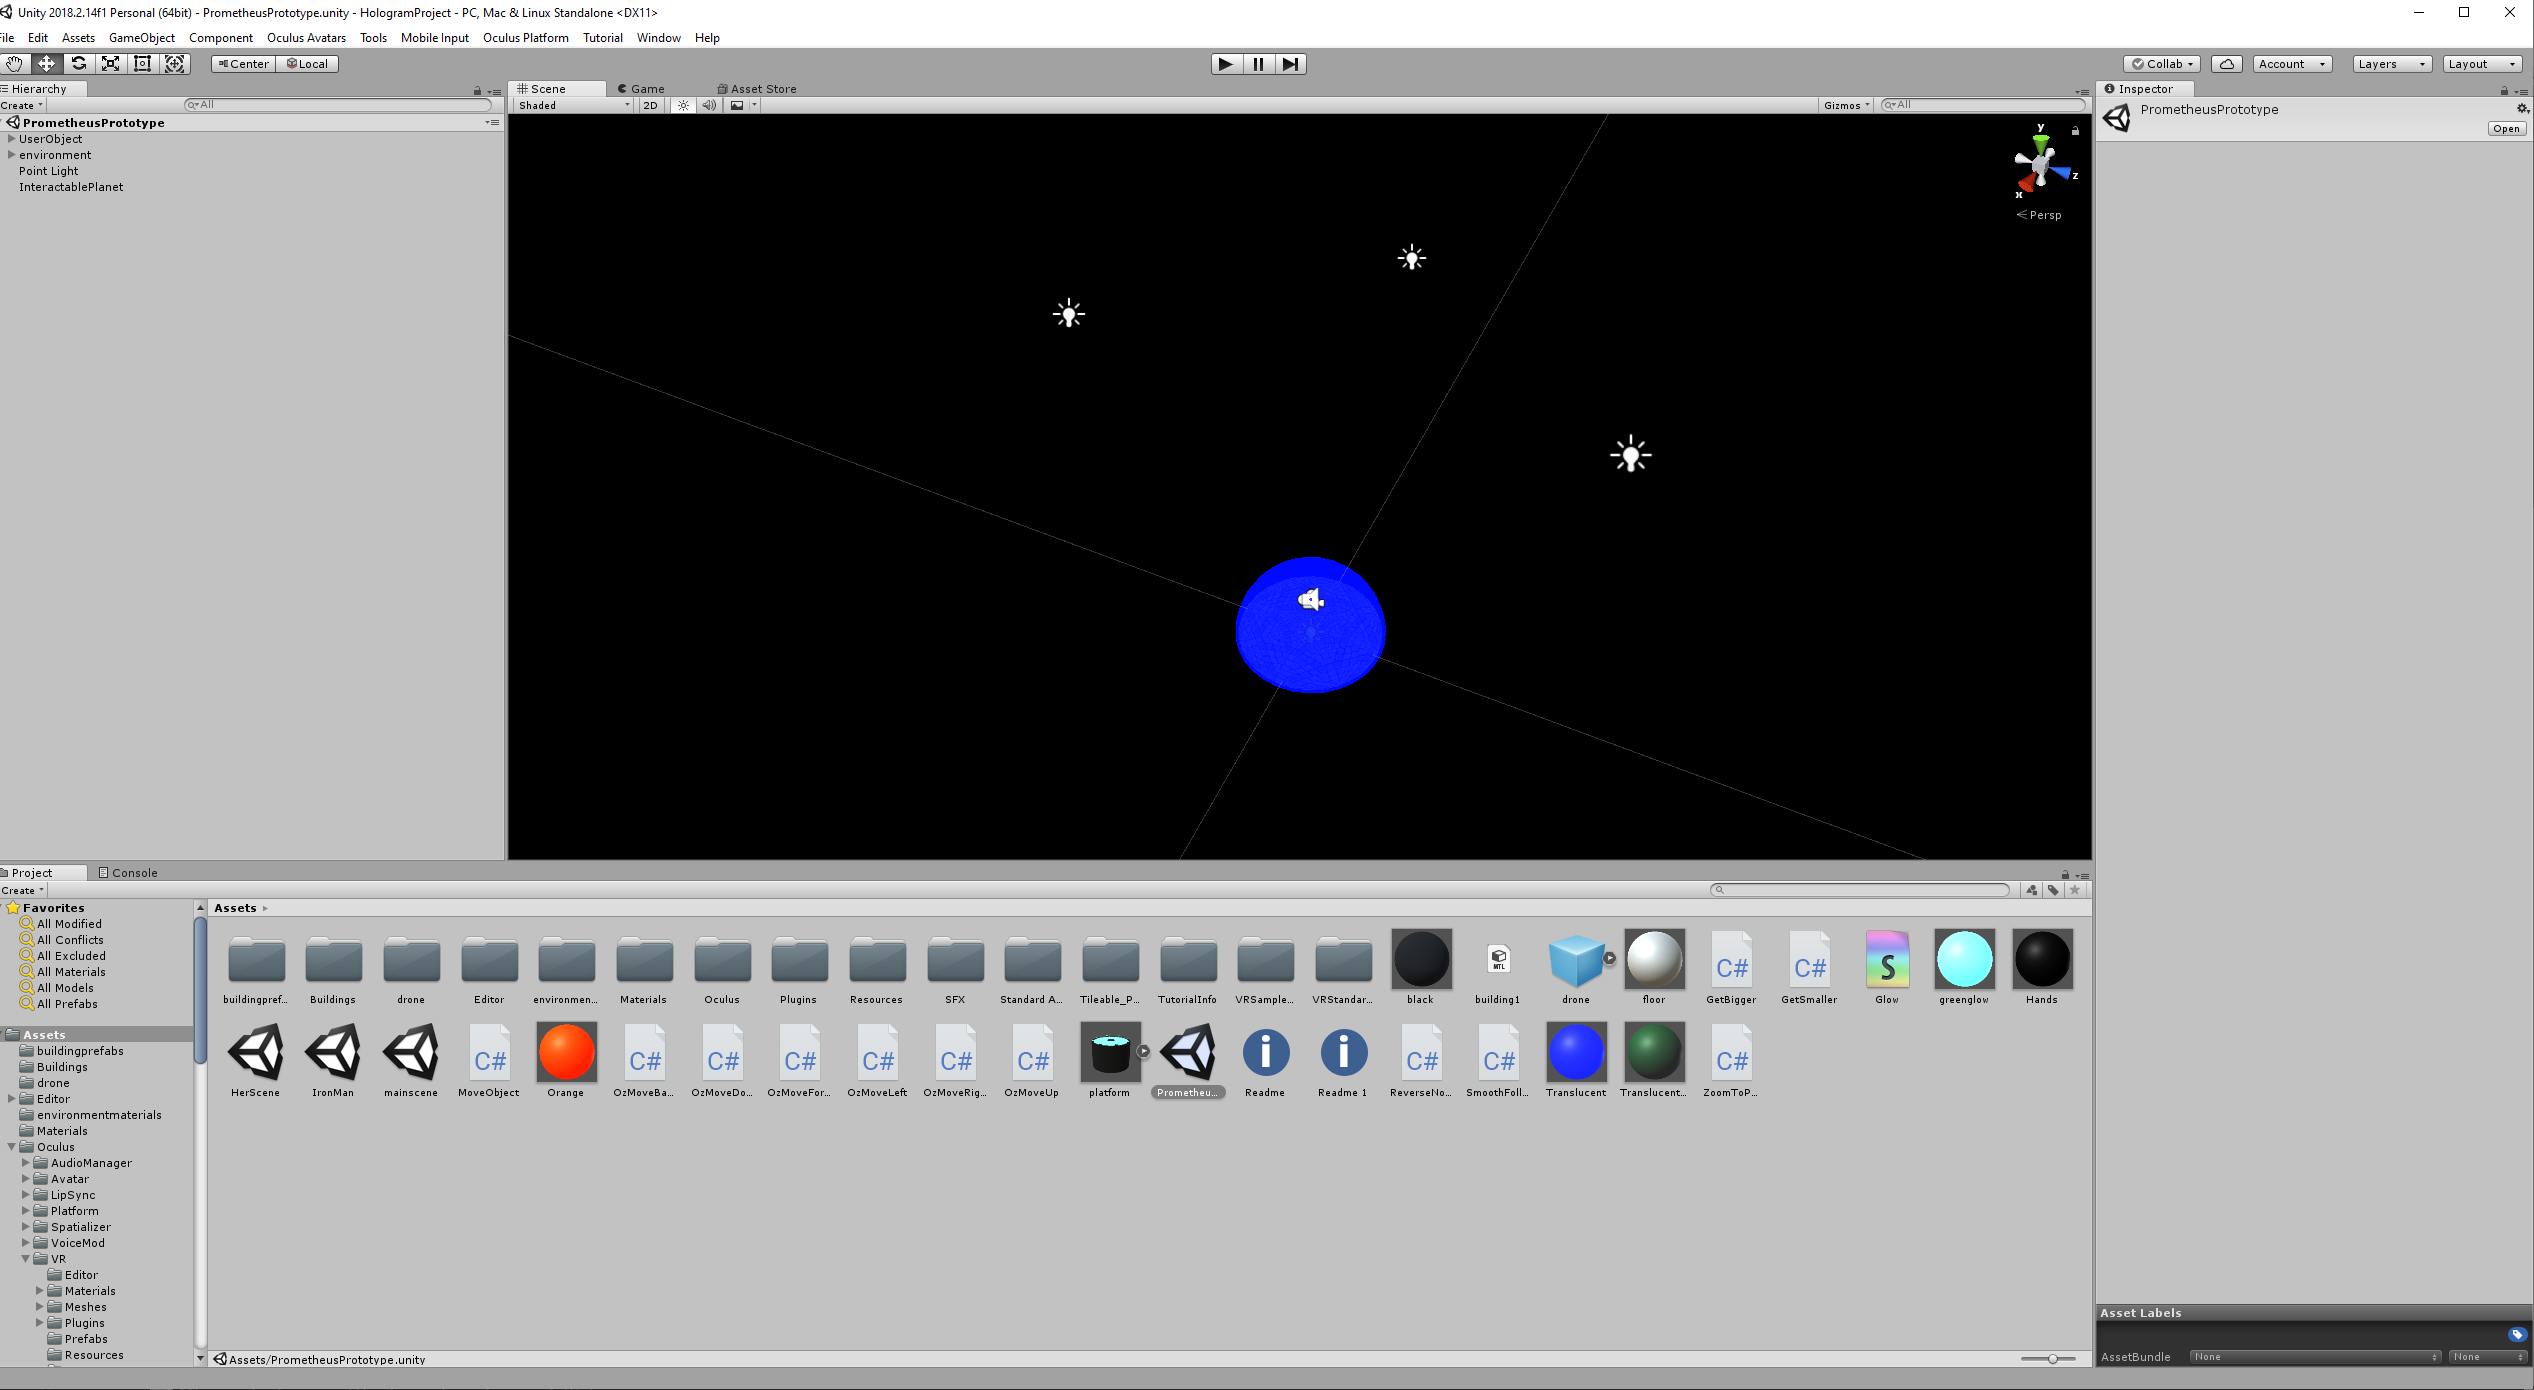 Unity 2018.2.14f1 Personal (64bit) - PrometheusPrototype.unity - HologramProject - PC, Mac & Linux Standalone <DX11>
ile Edit Assets GameObject Component Oculus Avatars Tools Mobile Input Oculus Platform Tutorial Window Help
Center Local Collab Account Layers Layout
Hierarchy
Create All
PrometheusPrototype
UserObject
environment
Point Light
InteractablePlanet
Scene Game Asset Store
Shaded 2D Gizmos All
y
z
x
Persp
Inspector
PrometheusPrototype
Open
Project Console
Create
Favorites
All Modified
All Conflicts
All Excluded
All Materials
All Models
All Prefabs
Assets
buildingprefabs
Buildings
drone
Editor
environmentmaterials
Materials
Oculus
AudioManager
Avatar
LipSync
Platform
Spatializer
VoiceMod
VR
Editor
Materials
Meshes
Plugins
Prefabs
Resources
Assets
MTL C# C# S
buildingpref... Buildings drone Editor environmen... Materials Oculus Plugins Resources SFX Standard A... Tileable_P... TutorialInfo VRSample... VRStandar... black building1 drone floor GetBigger GetSmaller Glow greenglow Hands
C# C# C# C# C# C# C# C# C# C#
HerScene IronMan mainscene MoveObject Orange OzMoveBa... OzMoveDo... OzMoveFor... OzMoveLeft OzMoveRig... OzMoveUp platform Prometheu... Readme Readme 1 ReverseNo... SmoothFoll... Translucent Translucent... ZoomToP...
Assets/PrometheusPrototype.unity
Asset Labels
AssetBundle None None